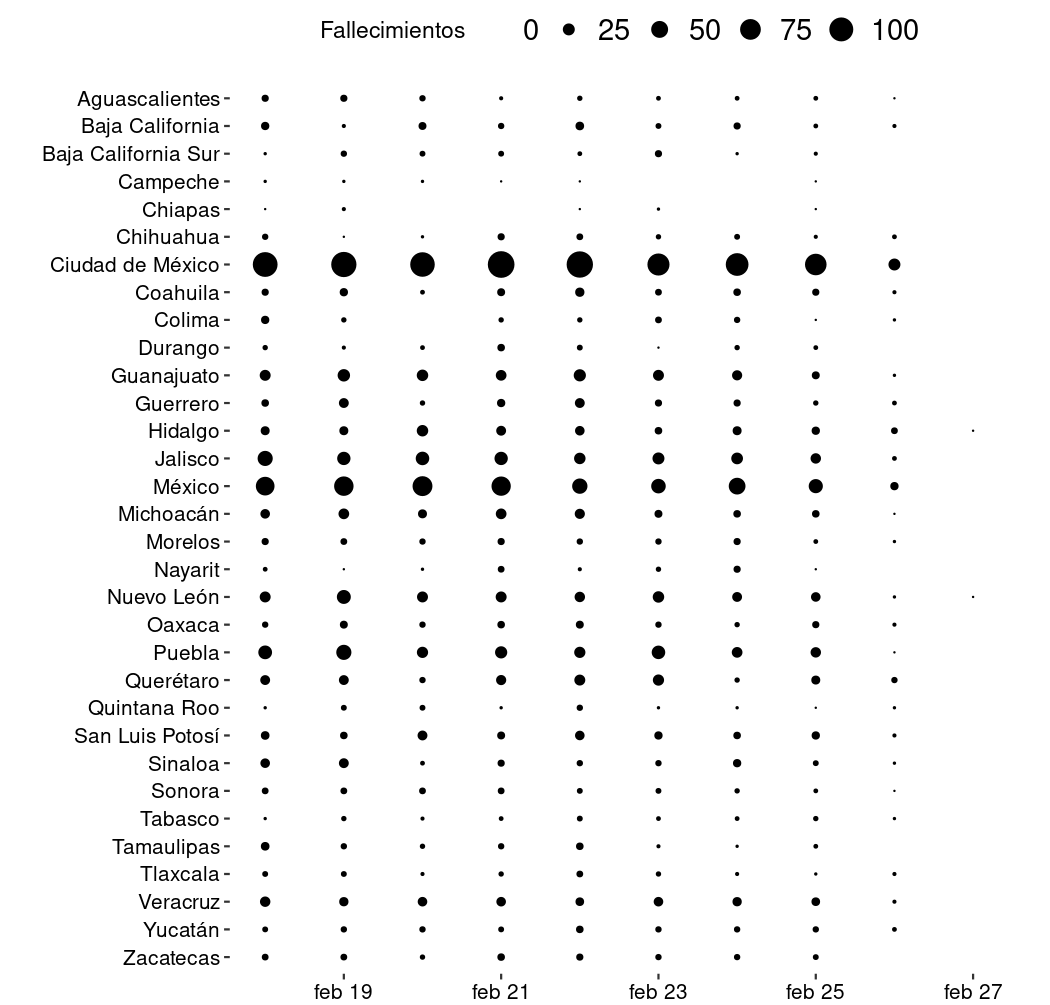 Fallecimientos 0 25 50 75 100
Aguascalientes
Baja California
Baja California Sur
Campeche
Chiapas
Chihuahua
Ciudad de México
Coahuila
Colima
Durango
Guanajuato
Guerrero
Hidalgo
Jalisco
México
Michoacán
Morelos
Nayarit
Nuevo León
Oaxaca
Puebla
Querétaro
Quintana Roo
San Luis Potosí
Sinaloa
Sonora
Tabasco
Tamaulipas
Tlaxcala
Veracruz
Yucatán
Zacatecas
feb 19 feb 21 feb 23 feb 25 feb 27